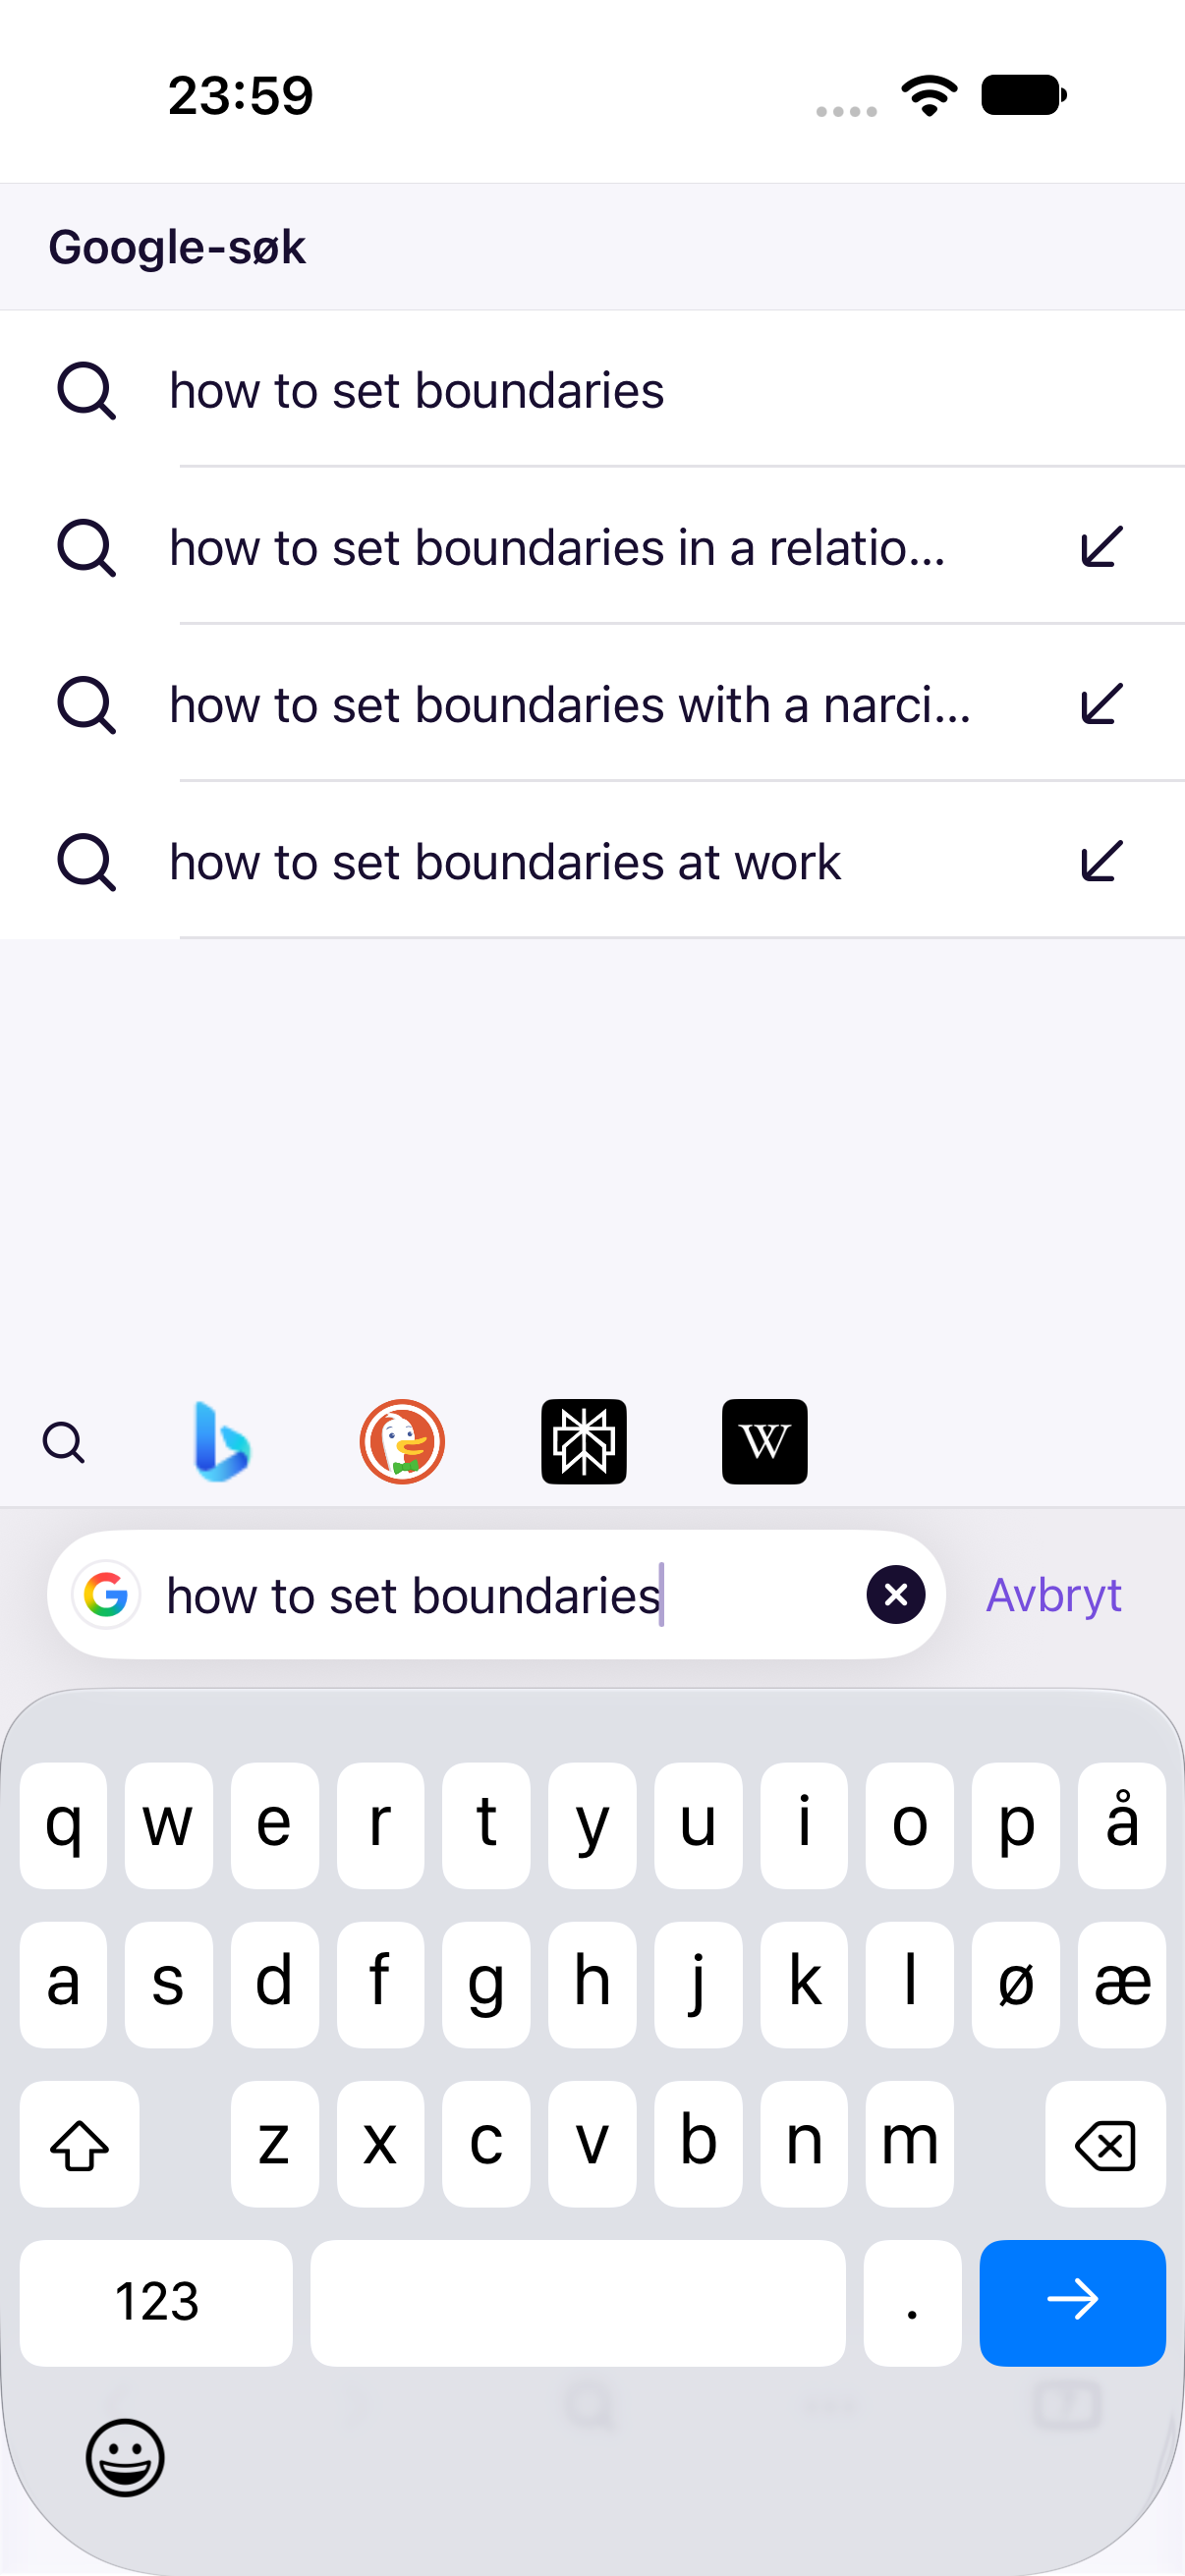 23:59
Google-søk
how to set boundaries
how to set boundaries in a relatio...
how to set boundaries with a narci...
how to set boundaries at work
W
how to set boundaries
Avbryt
q w e r t y u i o p å
a s d f g h j k l ø æ
z x c v b n m
123 .